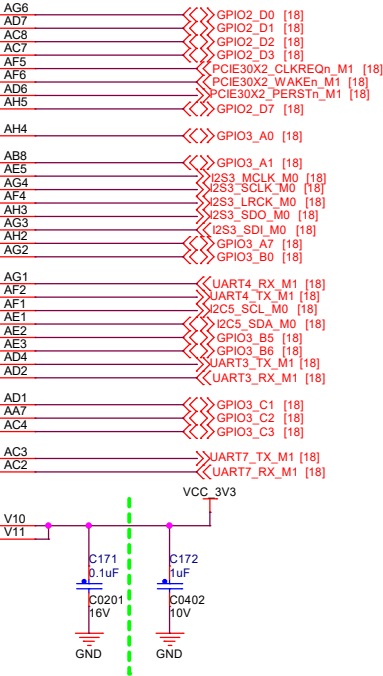 AG6 GPIO2_D0 [18]
AD7 GPIO2_D1 [18]
AC8 GPIO2_D2 [18]
AC7 GPIO2_D3 [18]
AF5 PCIE30X2_CLKREQn_M1 [18]
AF6 PCIE30X2_WAKEn_M1 [18]
AD6 PCIE30X2_PERSTn_M1 [18]
AH5 GPIO2_D7 [18]
AH4 GPIO3_A0 [18]
AB8 GPIO3_A1 [18]
AE5 I2S3_MCLK_M0 [18]
AG4 I2S3_SCLK_M0 [18]
AF4 I2S3_LRCK_M0 [18]
AH3 I2S3_SDO_M0 [18]
AG3 I2S3_SDI_M0 [18]
AH2 GPIO3_A7 [18]
AG2 GPIO3_B0 [18]
AG1 UART4_RX_M1 [18]
AF2 UART4_TX_M1 [18]
AF1 I2C5_SCL_M0 [18]
AE1 I2C5_SDA_M0 [18]
AE2 GPIO3_B5 [18]
AE3 GPIO3_B6 [18]
AD4 UART3_TX_M1 [18]
AD2 UART3_RX_M1 [18]
AD1 GPIO3_C1 [18]
AA7 GPIO3_C2 [18]
AC4 GPIO3_C3 [18]
AC3 UART7_TX_M1 [18]
AC2 UART7_RX_M1 [18]
VCC_3V3
V10
V11
C171 C172
0.1uF 1uF
C0201 C0402
16V 10V
GND GND